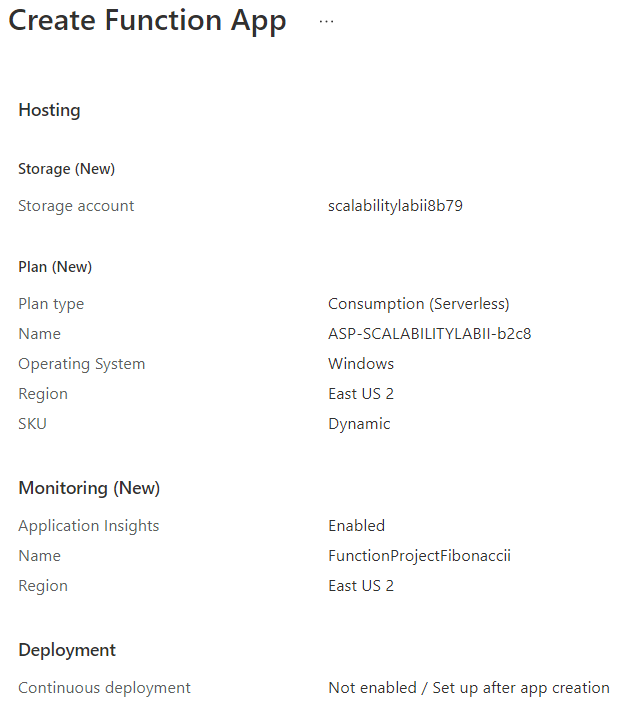 Create Function App ...
Hosting
Storage (New)
Storage account scalabilitylabii8b79
Plan (New)
Plan type Consumption (Serverless)
Name ASP-SCALABILITYLABII-b2c8
Operating System Windows
Region East US 2
SKU Dynamic
Monitoring (New)
Application Insights Enabled
Name FunctionProjectFibonaccii
Region East US 2
Deployment
Continuous deployment Not enabled / Set up after app creation